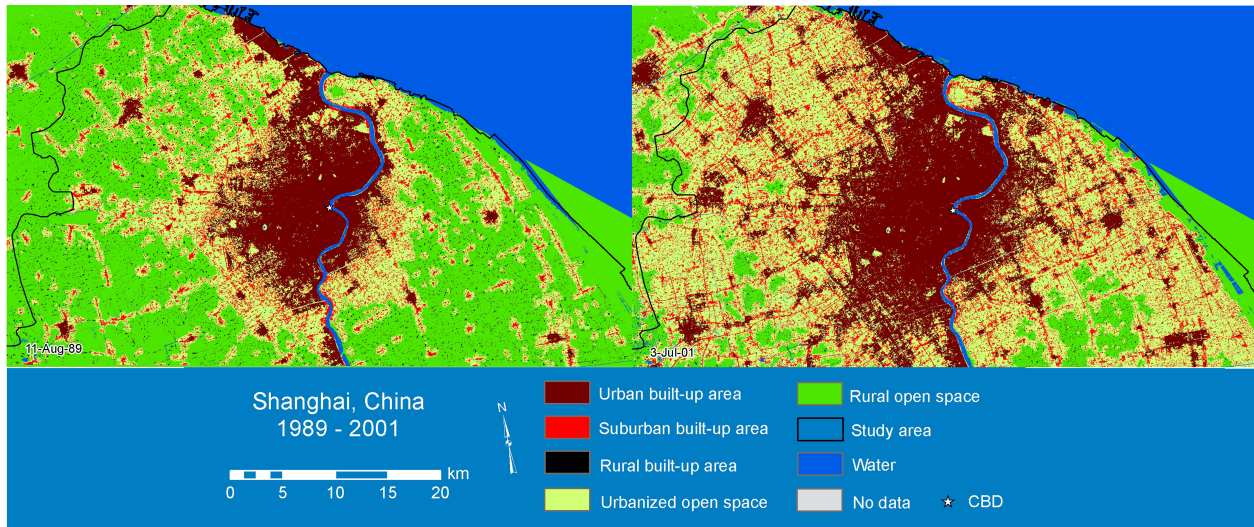 11-Aug-89
3-Jul-01
Shanghai, China
1989 - 2001
N
km
0 5 10 15 20
Urban built-up area
Suburban built-up area
Rural built-up area
Urbanized open space
Rural open space
Study area
Water
No data
CBD